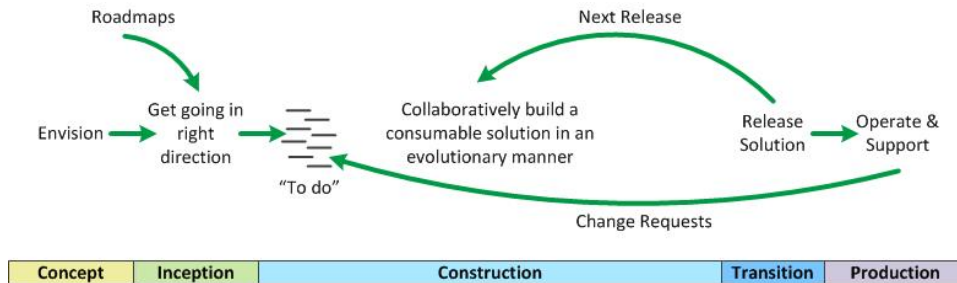 Roadmaps
Next Release
Envision
Get going in
right
direction
“To do”
Collaboratively build a
consumable solution in an
evolutionary manner
Release
Solution
Operate &
Support
Change Requests
Concept
Inception
Construction
Transition
Production